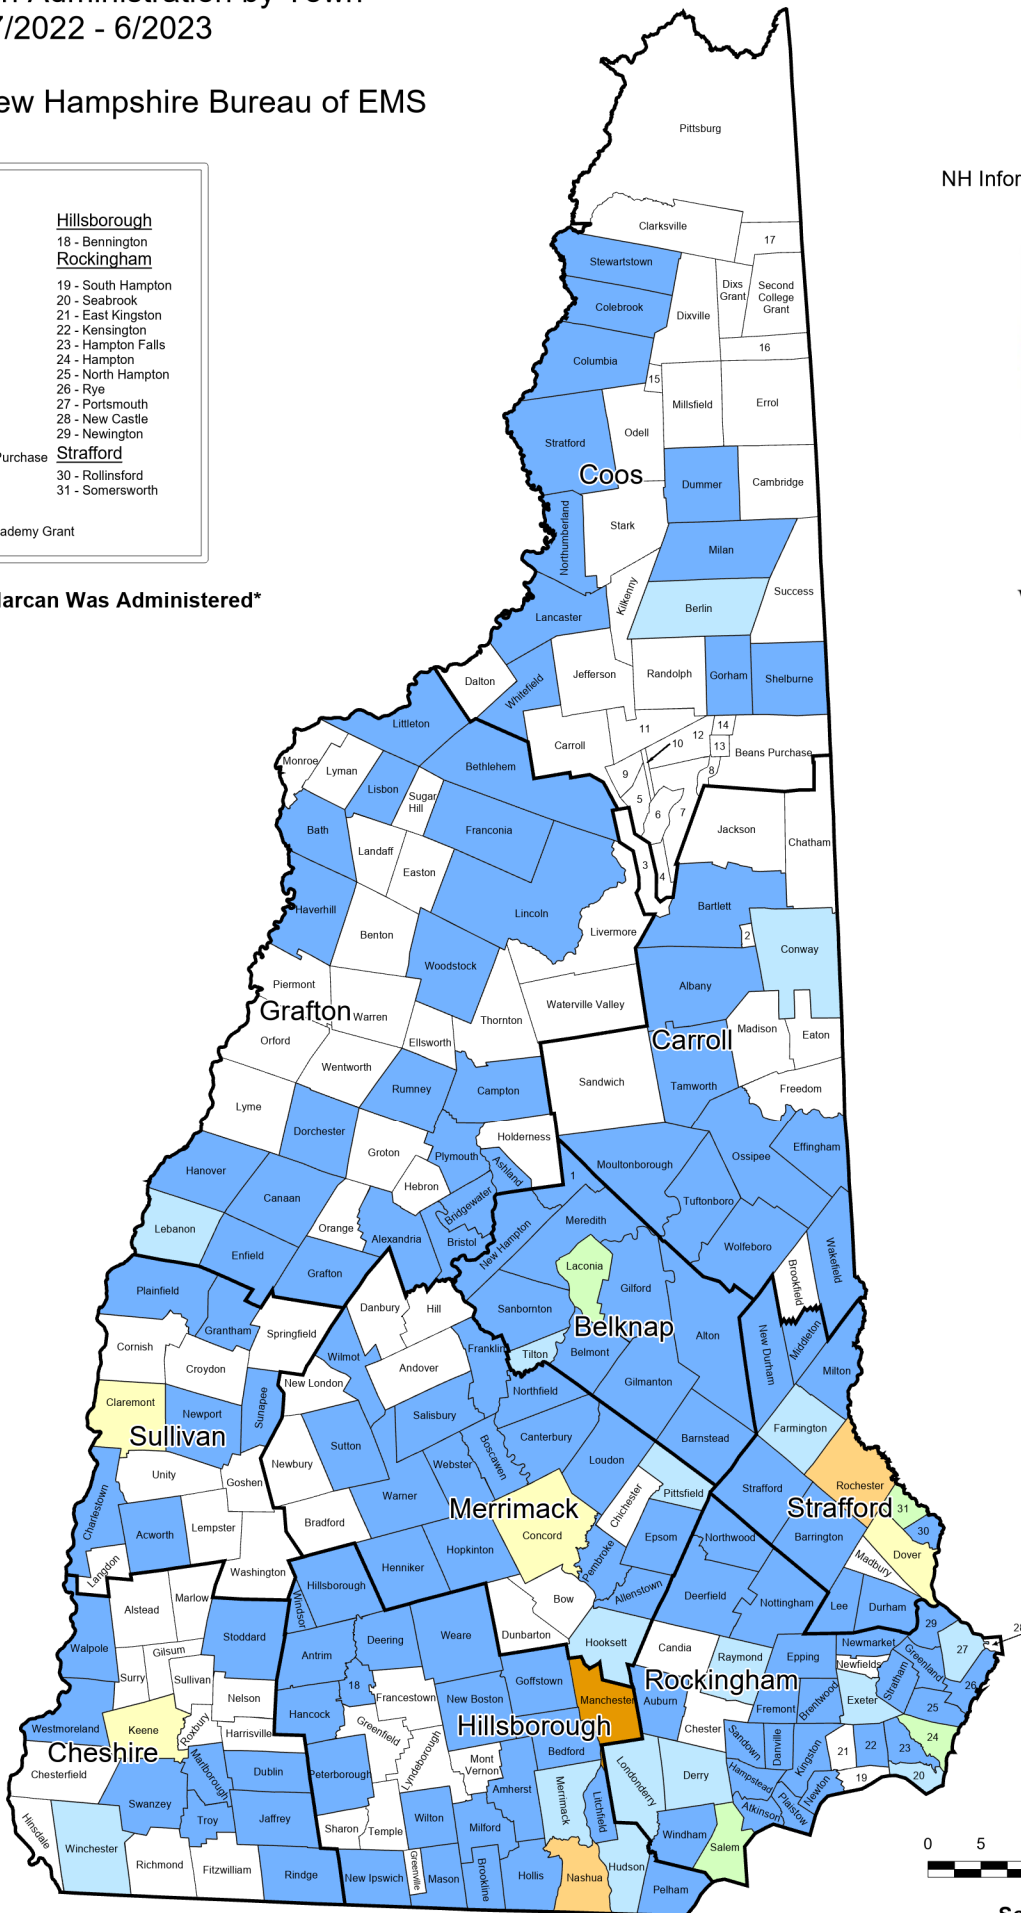 Administration by Town
7/2022 - 6/2023
New Hampshire Bureau of EMS
NH Infor
Hillsborough
18 - Bennington
Rockingham
19 - South Hampton
20 - Seabrook
21 - East Kingston
22 - Kensington
23 - Hampton Falls
24 - Hampton
25 - North Hampton
26 - Rye
27 - Portsmouth
28 - New Castle
29 - Newington
Purchase
Strafford
30 - Rollinsford
31 - Somersworth
ademy Grant
Narcan Was Administered*
Pittsburg
Clarksville
17
Stewartstown
Dixs
Grant
Second
College
Grant
Colebrook
Dixville
16
Columbia
15
Millsfield
Errol
Odell
Stratford
Coos
Dummer
Cambridge
Northumberland
Stark
Milan
Success
Kilkenny
Berlin
Lancaster
Dalton
Whitefield
Jefferson
Randolph
Gorham
Shelburne
Littleton
11
14
12
10
13
Beans Purchase
Carroll
Monroe
Lyman
Bethlehem
9
8
Lisbon
Sugar
Hill
5
6
7
Bath
Franconia
Jackson
Chatham
Landaff
Easton
3
4
Haverhill
Lincoln
Bartlett
Benton
Livermore
2
Conway
Woodstock
Piermont
Albany
Grafton
Warren
Waterville Valley
Thornton
Madison
Eaton
Orford
Ellsworth
Carroll
Wentworth
Sandwich
Tamworth
Freedom
Rumney
Campton
Lyme
Dorchester
Holderness
Groton
Plymouth
Ashland
Moultonborough
Ossipee
Effingham
Hanover
1
Hebron
Canaan
Bridgewater
Tuftonboro
Lebanon
Orange
Alexandria
Bristol
New Hampton
Meredith
Wolfeboro
Wakefield
Enfield
Laconia
Brookfield
Grafton
Gilford
Plainfield
Danbury
Hill
Sanbornton
Grantham
Springfield
Belknap
Alton
New Durham
Middleton
Cornish
Croydon
Wilmot
Andover
Franklin
Tilton
Belmont
Milton
New London
Gilmanton
Claremont
Newport
Sunapee
Northfield
Salisbury
Sullivan
Sutton
Canterbury
Barnstead
Farmington
Boscawen
Webster
Loudon
Newbury
Unity
Goshen
Rochester
Pittsfield
Strafford
Charlestown
Warner
Chichester
Merrimack
Strafford
31
Acworth
Lempster
Bradford
Concord
Epsom
Northwood
Barrington
30
Hopkinton
Dover
Langdon
Washington
Henniker
Pembroke
Madbury
Hillsborough
Windsor
Allenstown
Deerfield
Nottingham
Lee
Durham
Alstead
Marlow
Bow
Dunbarton
29
Walpole
Stoddard
Deering
Weare
Hooksett
Candia
Newmarket
27
Gilsum
Antrim
Raymond
Epping
Newfields
Greenland
Surry
Sullivan
18
Goffstown
Rockingham
Stratham
26
Nelson
Francestown
New Boston
Manchester
Auburn
Brentwood
Exeter
Hancock
Fremont
25
Westmoreland
Keene
Roxbury
Harrisville
Greenfield
Hillsborough
Chester
Sandown
Danville
Kingston
21
22
23
24
Cheshire
Lyndeborough
Mont
Vernon
Bedford
Marlborough
Dublin
Peterborough
Chesterfield
Londonderry
Derry
Hampstead
19
20
Merrimack
Amherst
Litchfield
Swanzey
Plaistow
Newton
Hinsdale
Troy
Jaffrey
Sharon
Temple
Wilton
Milford
Atkinson
Windham
Winchester
Salem
0
5
Richmond
Fitzwilliam
Rindge
New Ipswich
Greenville
Mason
Brookline
Hollis
Nashua
Hudson
Pelham